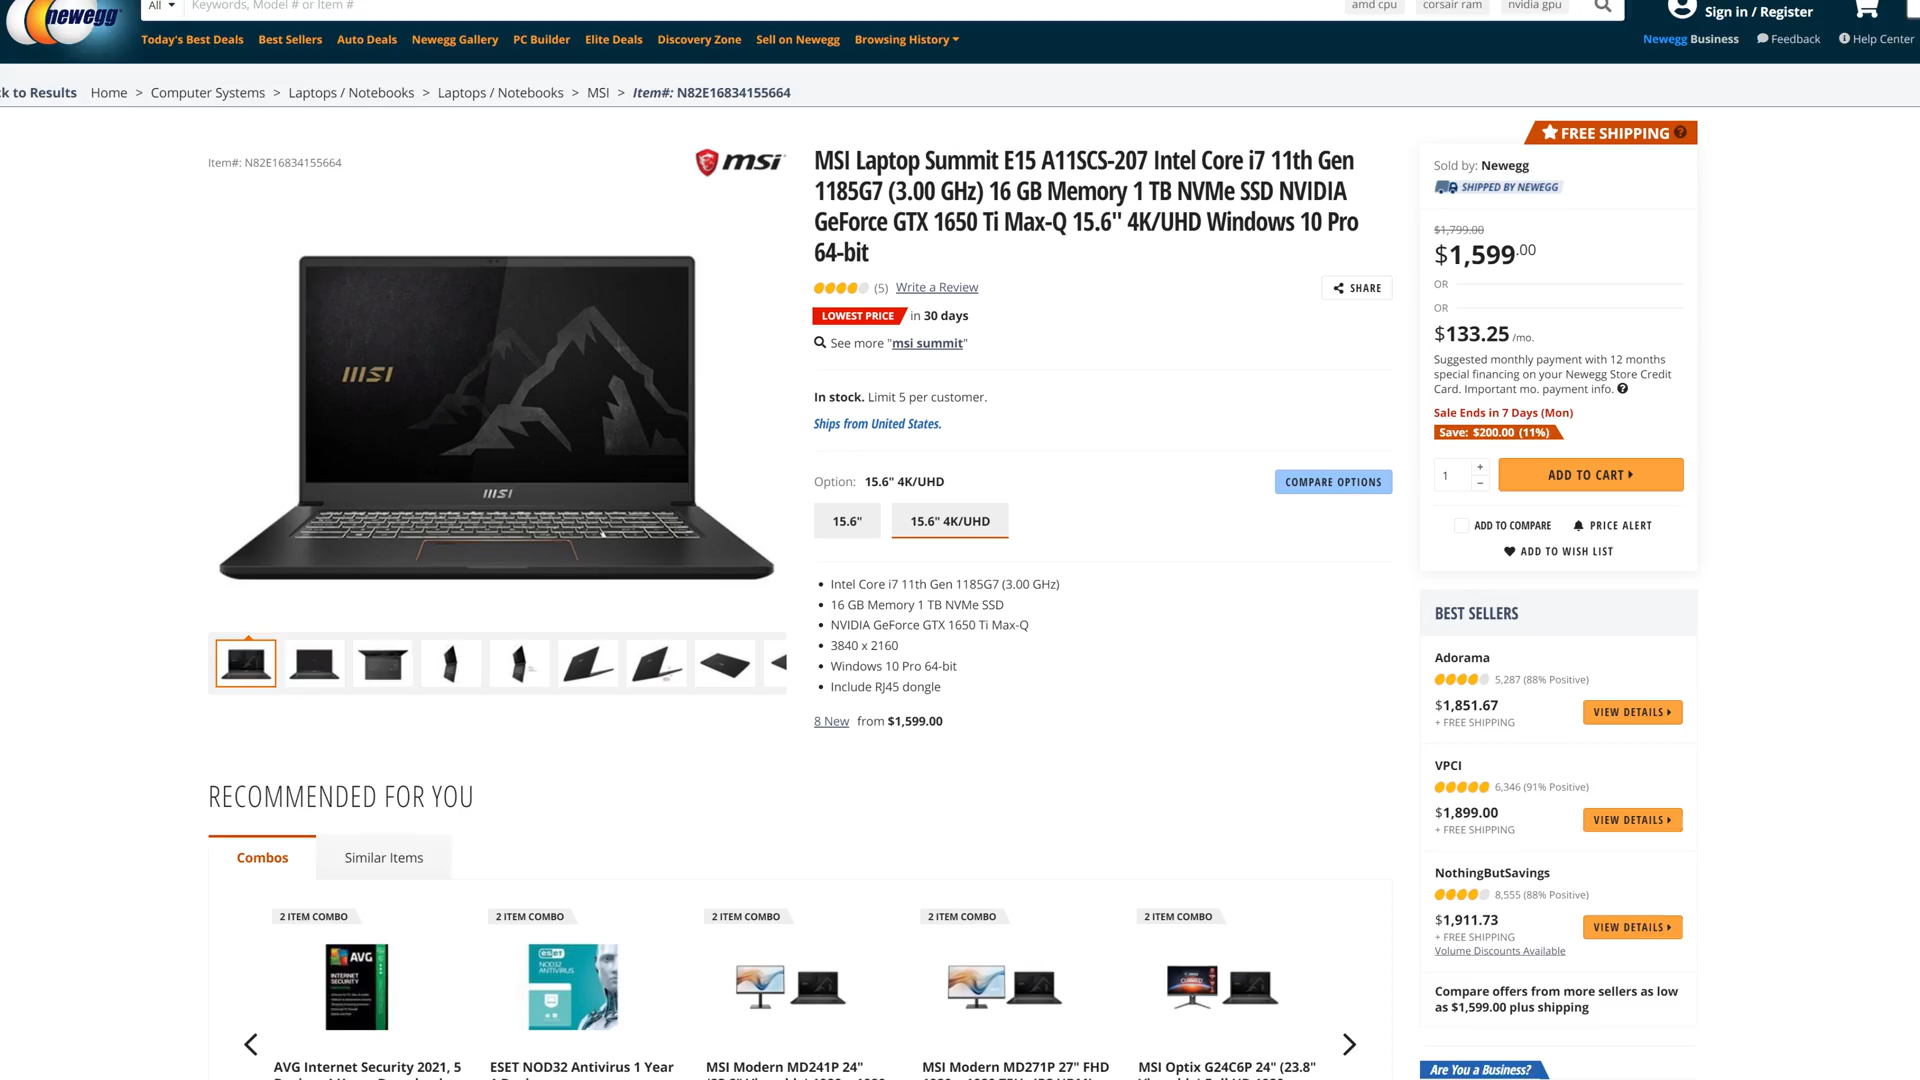 newegg
All
Keywords, Model # or Item #
amd cpu
corsair ram
nvidia gpu
Sign in / Register
Today's Best Deals
Best Sellers
Auto Deals
Newegg Gallery
PC Builder
Elite Deals
Discovery Zone
Sell on Newegg
Browsing History
Newegg Business
Feedback
Help Center
k to Results
Home > Computer Systems > Laptops / Notebooks > Laptops / Notebooks > MSI > Item#: N82E16834155664
Item#: N82E16834155664
msi
msi
msi
MSI Laptop Summit E15 A11SCS-207 Intel Core i7 11th Gen
1185G7 (3.00 GHz) 16 GB Memory 1 TB NVMe SSD NVIDIA
GeForce GTX 1650 Ti Max-Q 15.6" 4K/UHD Windows 10 Pro
64-bit
(5) Write a Review
SHARE
LOWEST PRICE in 30 days
See more "msi summit"
In stock. Limit 5 per customer.
Ships from United States.
Option: 15.6" 4K/UHD
COMPARE OPTIONS
15.6"
15.6" 4K/UHD
• Intel Core i7 11th Gen 1185G7 (3.00 GHz)
• 16 GB Memory 1 TB NVMe SSD
• NVIDIA GeForce GTX 1650 Ti Max-Q
• 3840 x 2160
• Windows 10 Pro 64-bit
• Include RJ45 dongle
8 New from $1,599.00
FREE SHIPPING
Sold by: Newegg
SHIPPED BY NEWEGG
$1,799.00
$1,599.00
OR
OR
$133.25 /mo.
Suggested monthly payment with 12 months
special financing on your Newegg Store Credit
Card. Important mo. payment info.
Sale Ends in 7 Days (Mon)
Save: $200.00 (11%)
1
+
−
ADD TO CART
ADD TO COMPARE
PRICE ALERT
ADD TO WISH LIST
BEST SELLERS
Adorama
5,287 (88% Positive)
$1,851.67
+ FREE SHIPPING
VIEW DETAILS
VPCI
6,346 (91% Positive)
$1,899.00
+ FREE SHIPPING
VIEW DETAILS
NothingButSavings
8,555 (88% Positive)
$1,911.73
+ FREE SHIPPING
VIEW DETAILS
Volume Discounts Available
Compare offers from more sellers as low
as $1,599.00 plus shipping
Are You a Business?
RECOMMENDED FOR YOU
Combos
Similar Items
2 ITEM COMBO
2 ITEM COMBO
2 ITEM COMBO
2 ITEM COMBO
2 ITEM COMBO
AVG
INTERNET
SECURITY
eset
NOD32
ANTIVIRUS
AVG Internet Security 2021, 5
ESET NOD32 Antivirus 1 Year
MSI Modern MD241P 24"
MSI Modern MD271P 27" FHD
MSI Optix G24C6P 24" (23.8"